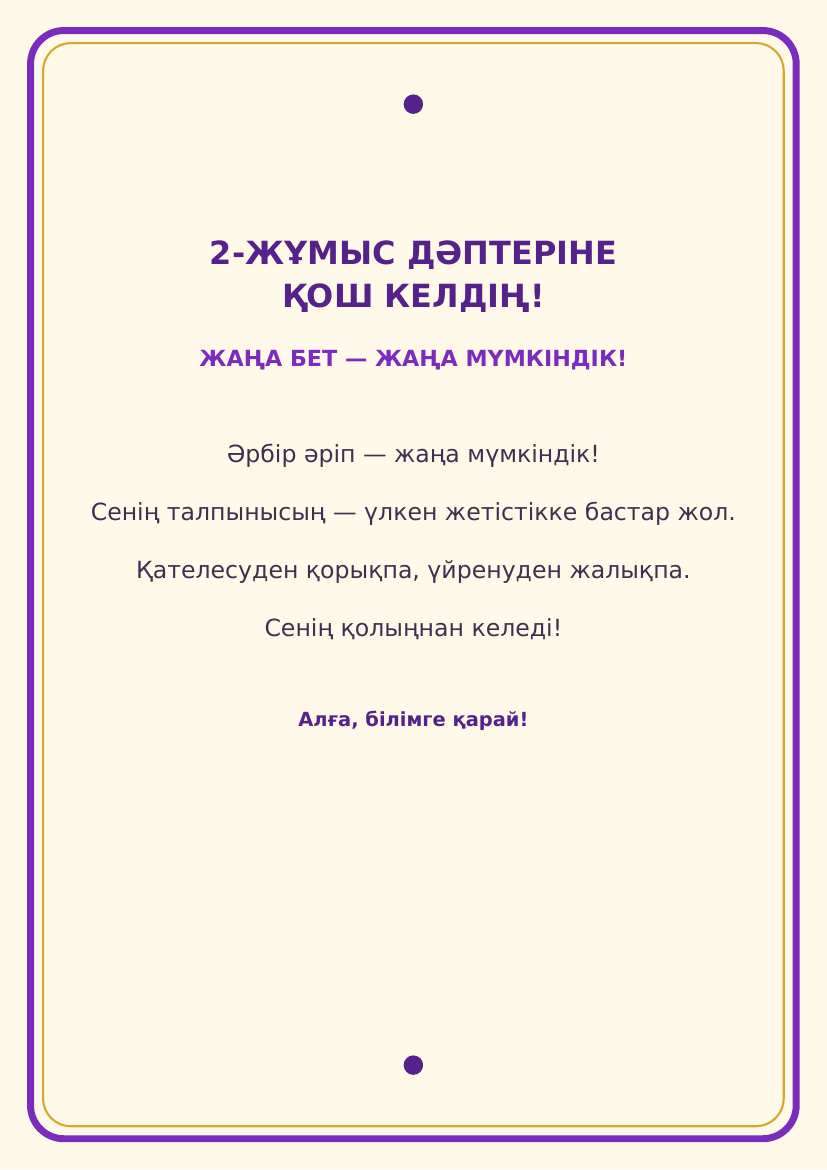 2-ЖҰМЫС ДӘПТЕРІНЕ
ҚОШ КЕЛДІҢ!
ЖАҢА БЕТ — ЖАҢА МҮМКІНДІК!
Әрбір әріп — жаңа мүмкіндік!
Сенің талпынысың — үлкен жетістікке бастар жол.
Қателесуден қорықпа, үйренуден жалықпа.
Сенің қолыңнан келеді!
Алға, білімге қарай!